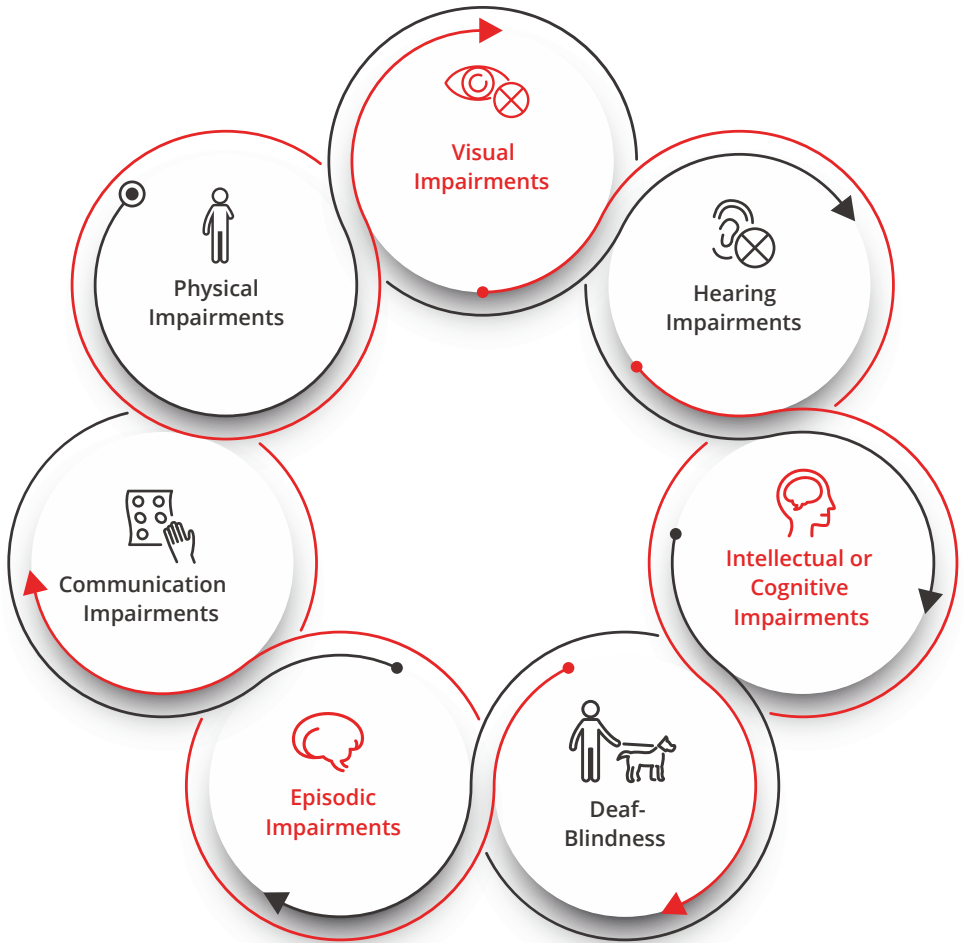 Visual
Impairments
Hearing
Impairments
Intellectual or
Cognitive
Impairments
Deaf-
Blindness
Episodic
Impairments
Communication
Impairments
Physical
Impairments